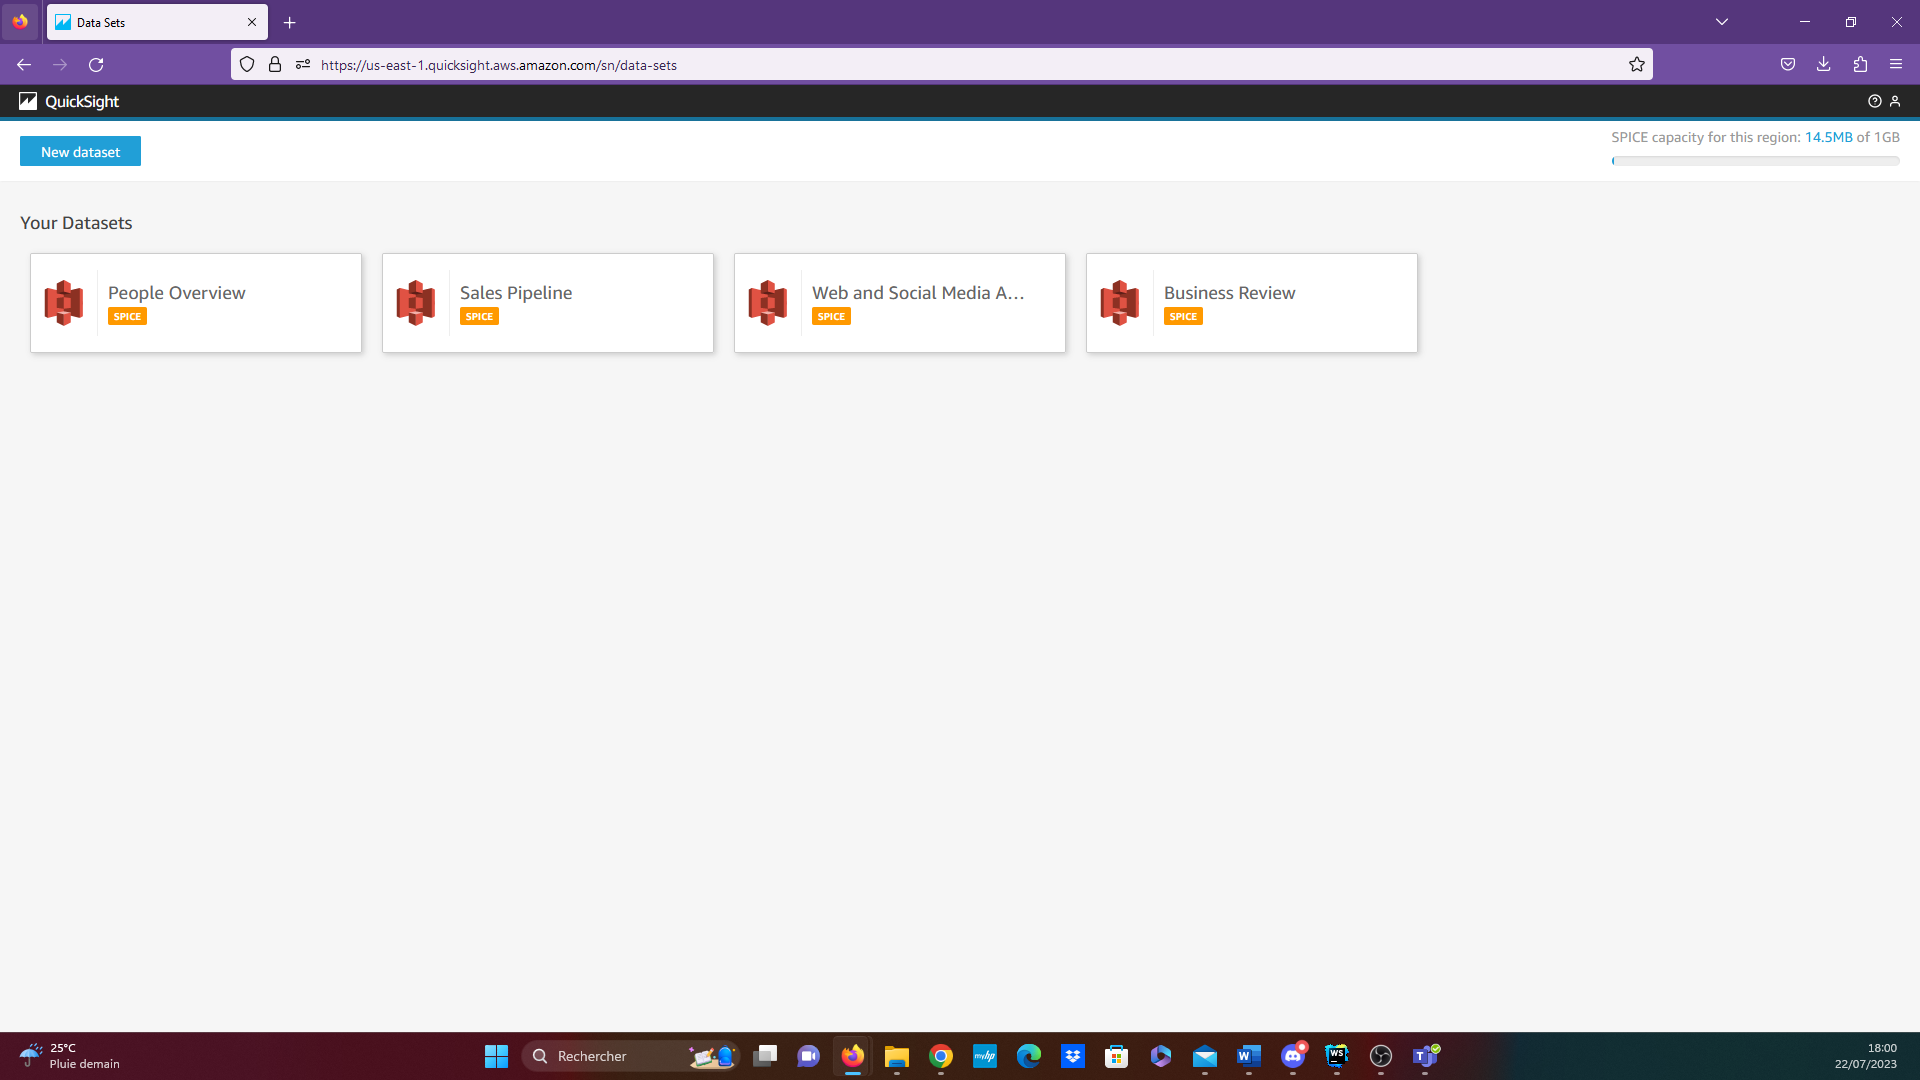 Data Sets
https://us-east-1.quicksight.aws.amazon.com/sn/data-sets
QuickSight
New dataset
SPICE capacity for this region: 14.5MB of 1GB
Your Datasets
People Overview
SPICE
Sales Pipeline
SPICE
Web and Social Media A...
SPICE
Business Review
SPICE
25°C
Pluie demain
Rechercher
myhp
W
WS
T
18:00
22/07/2023